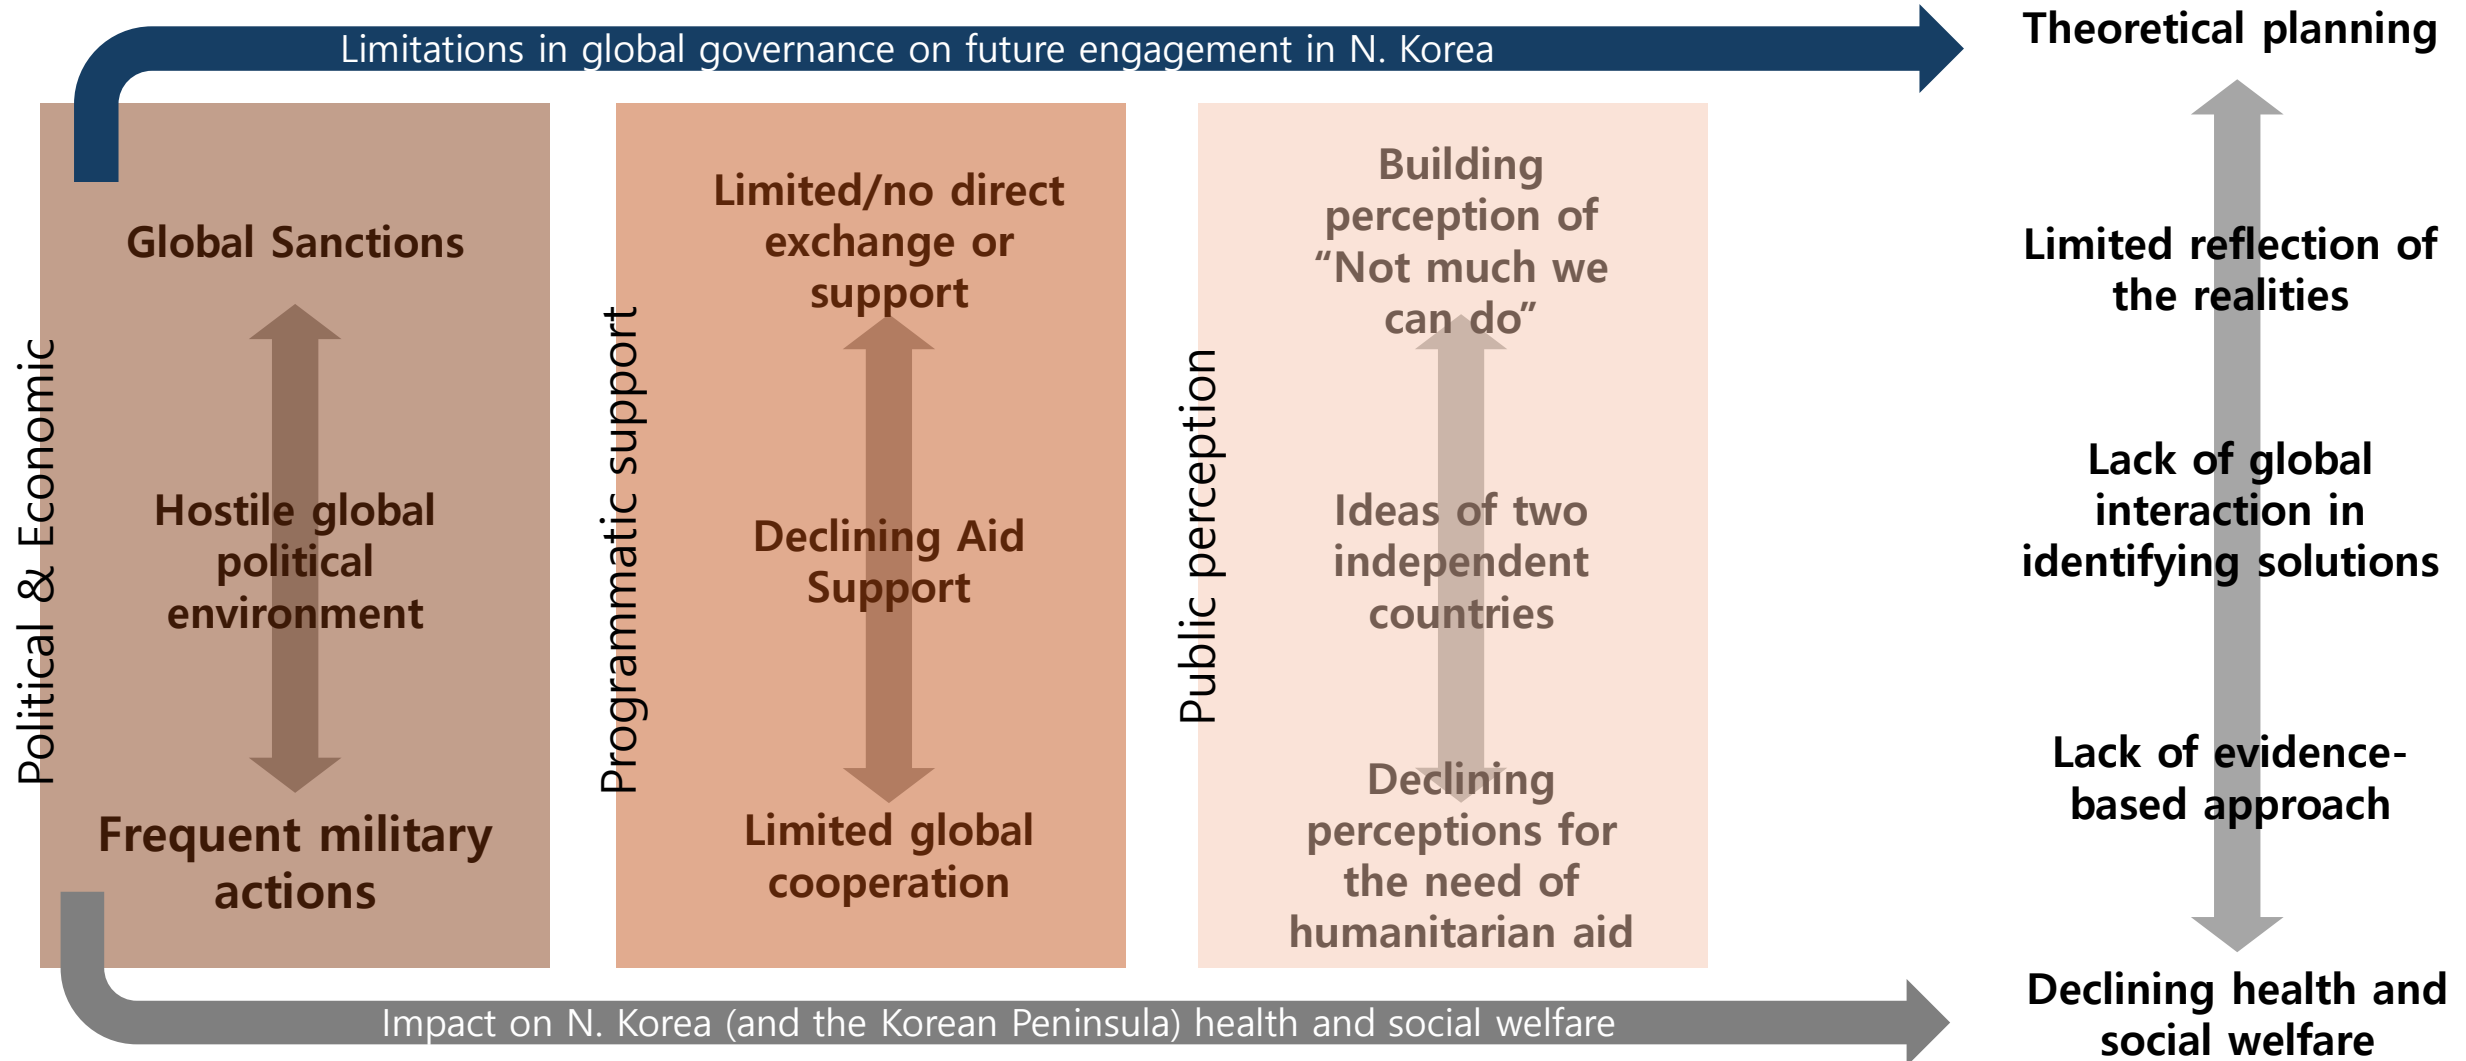 Limitations in global governance on future engagement in N. Korea
Political & Economic
Global Sanctions
Hostile global
political
environment
Frequent military
actions
Programmatic support
Limited/no direct
exchange or
support
Declining Aid
Support
Limited global
cooperation
Public perception
Building
perception of
“Not much we
can do”
Ideas of two
independent
countries
Declining
perceptions for
the need of
humanitarian aid
Theoretical planning
Limited reflection of
the realities
Lack of global
interaction in
identifying solutions
Lack of evidence-
based approach
Declining health and
social welfare
Impact on N. Korea (and the Korean Peninsula) health and social welfare